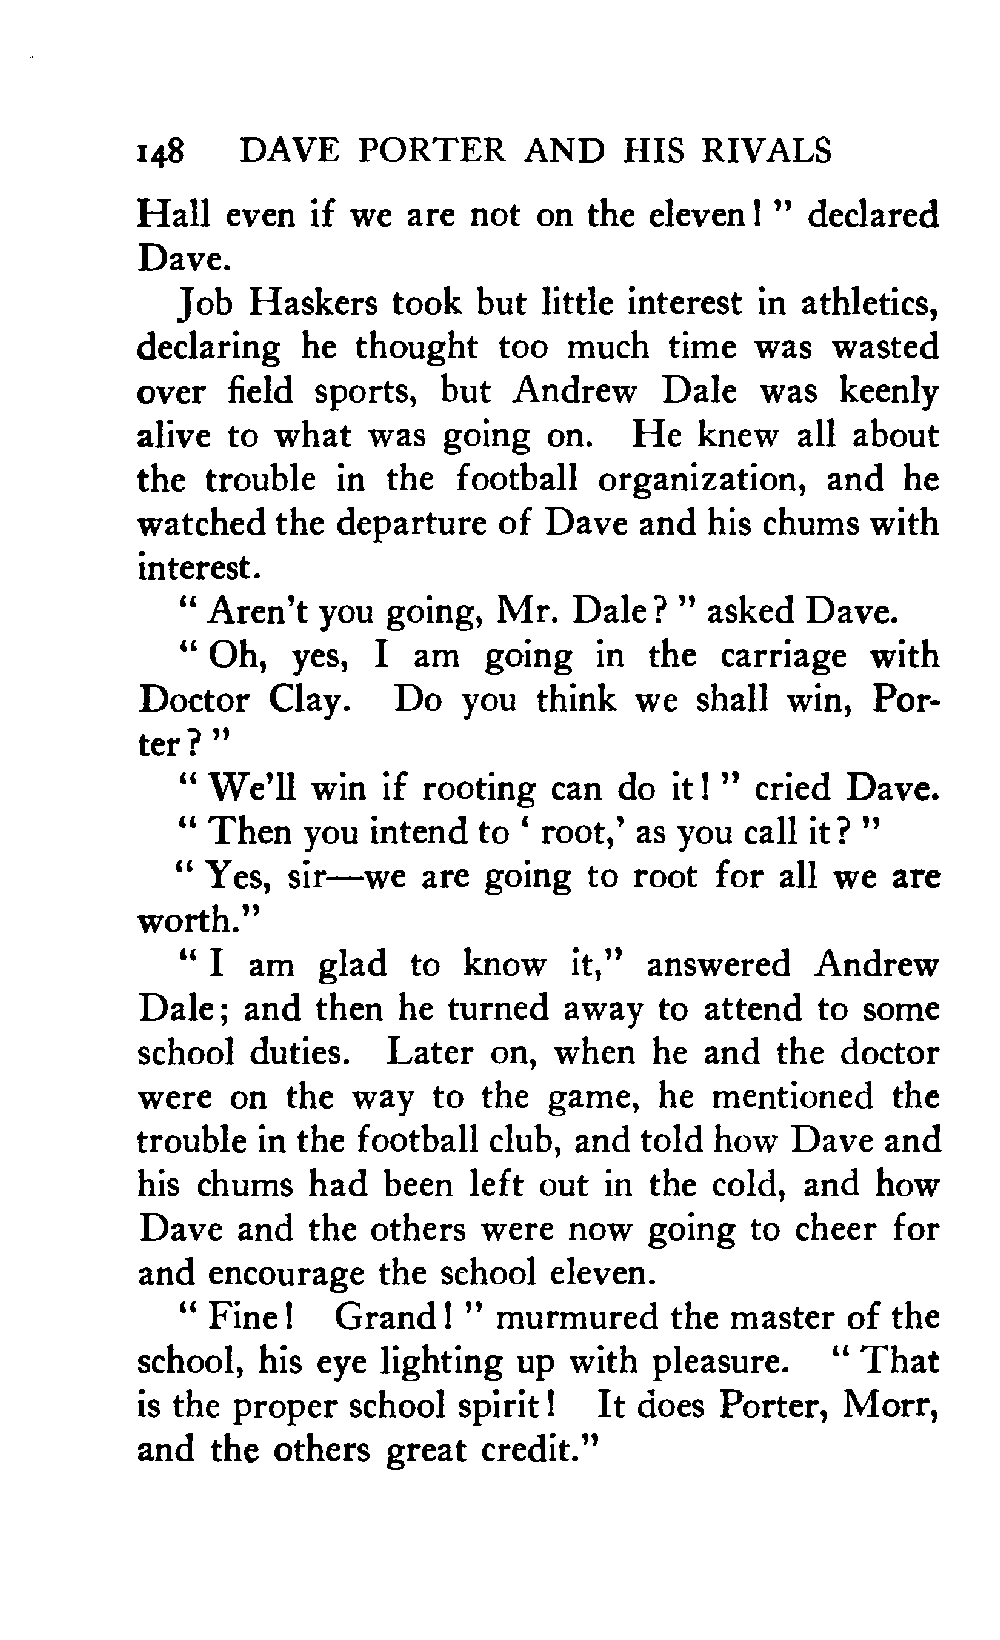 148 DAVE PORTER AND HIS RIVALS
Hall even if we are not on the eleven! " declared
Dave.
Job Haskers took but little interest in athletics,
declaring he thought too much time was wasted
over field sports, but Andrew Dale was keenly
alive to what was going on. He knew all about
the trouble in the football organization, and he
watched the departure of Dave and his chums with
interest.
" Aren't you going, Mr. Dale? " asked Dave.
" Oh, yes, I am going in the carriage with
Doctor Clay. Do you think we shall win, Por-
ter? "
" We'll win if rooting can do it! " cried Dave.
" Then you intend to ' root,' as you call it? "
" Yes, sir—we are going to root for all we are
worth."
" I am glad to know it," answered Andrew
Dale; and then he turned away to attend to some
school duties. Later on, when he and the doctor
were on the way to the game, he mentioned the
trouble in the football club, and told how Dave and
his chums had been left out in the cold, and how
Dave and the others were now going to cheer for
and encourage the school eleven.
" Fine! Grand! " murmured the master of the
school, his eye lighting up with pleasure. " That
is the proper school spirit! It does Porter, Morr,
and the others great credit."